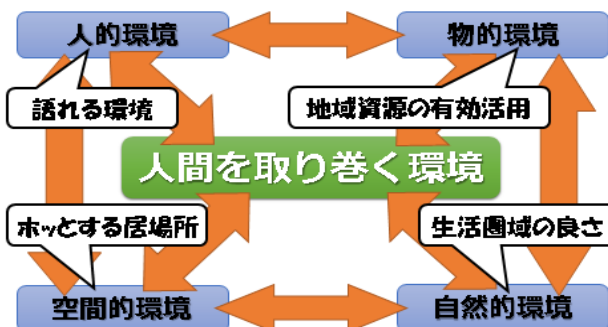 人的環境
物的環境
語れる環境
地域資源の有効活用
人間を取り巻く環境
ホッとする居場所
生活圏域の良さ
空間的環境
自然的環境